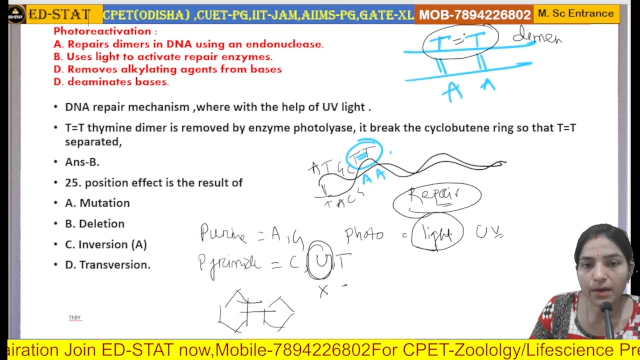 ED-STAT CPET(ODISHA) ,CUET-PG,IIT-JAM,AIIMS-PG,GATE-XL MOB-7894226802 M. Sc Entrance
Photoreactivation :
A. Repairs dimers in DNA using an endonuclease.
B. Uses light to activate repair enzymes.
D. Removes alkylating agents from bases
D. deaminates bases.
T = T dimer
A A
• DNA repair mechanism, where with the help of UV light .
• T=T thymine dimer is removed by enzyme photolyase, it break the cyclobutene ring so that T=T
separated,
• Ans-B.
• 25. position effect is the result of
• A. Mutation
• B. Deletion
• C. Inversion (A)
• D. Transversion.
A T G C T T
A A
T A C G
Repair
Purine = A, G
Photo = light UV
Pyramide = C, U, T
X
TNBY
airation Join ED-STAT now,Mobile-7894226802For CPET-Zoololgy/Lifescience Pre